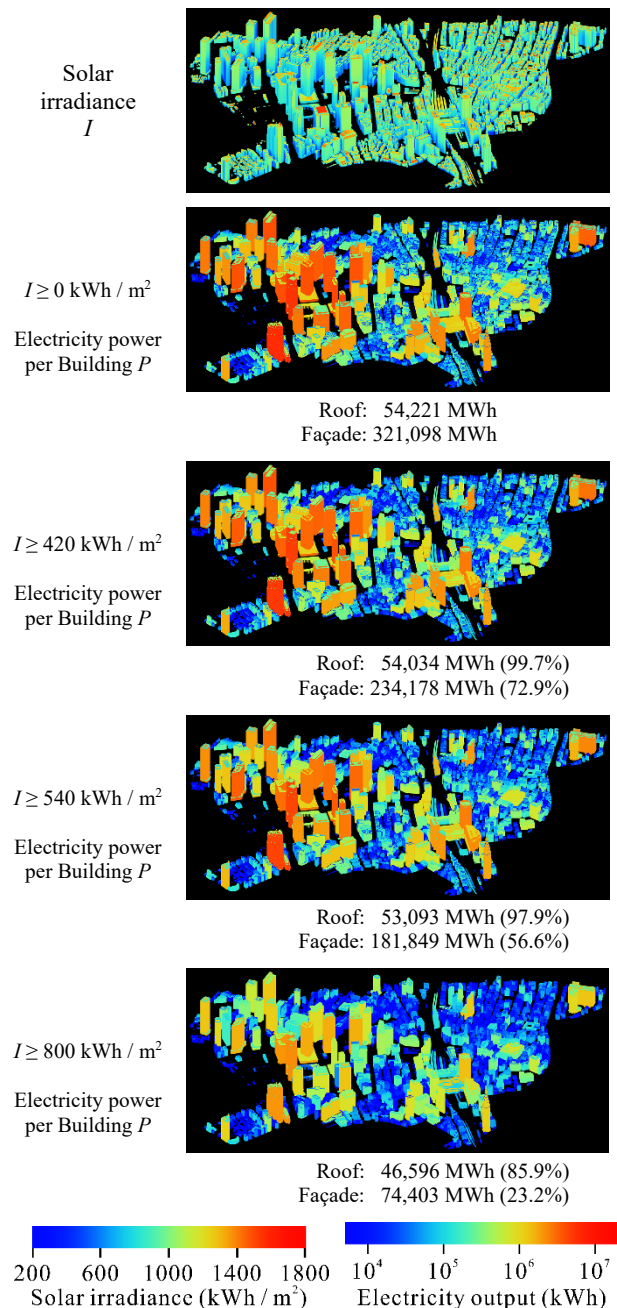 Solar
irradiance
I
I ≥ 0 kWh / m²
Electricity power
per Building P
Roof: 54,221 MWh
Façade: 321,098 MWh
I ≥ 420 kWh / m²
Electricity power
per Building P
Roof: 54,034 MWh (99.7%)
Façade: 234,178 MWh (72.9%)
I ≥ 540 kWh / m²
Electricity power
per Building P
Roof: 53,093 MWh (97.9%)
Façade: 181,849 MWh (56.6%)
I ≥ 800 kWh / m²
Electricity power
per Building P
Roof: 46,596 MWh (85.9%)
Façade: 74,403 MWh (23.2%)
200 600 1000 1400 1800
Solar irradiance (kWh / m²)
10⁴ 10⁵ 10⁶ 10⁷
Electricity output (kWh)